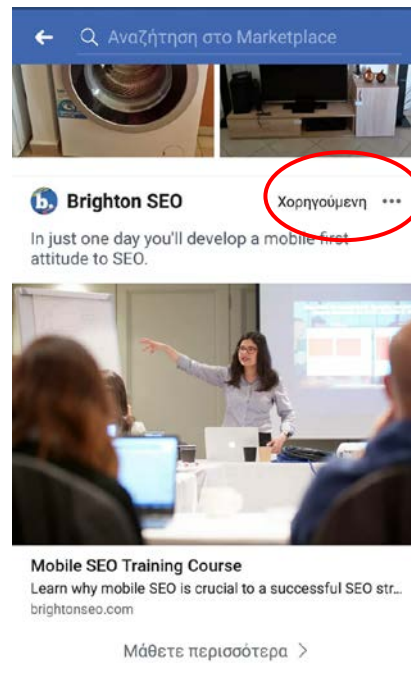 Αναζήτηση στο Marketplace
b. Brighton SEO
Χορηγούμενη
In just one day you'll develop a mobile first
attitude to SEO.
Mobile SEO Training Course
Learn why mobile SEO is crucial to a successful SEO str...
brightonseo.com
Μάθετε περισσότερα >